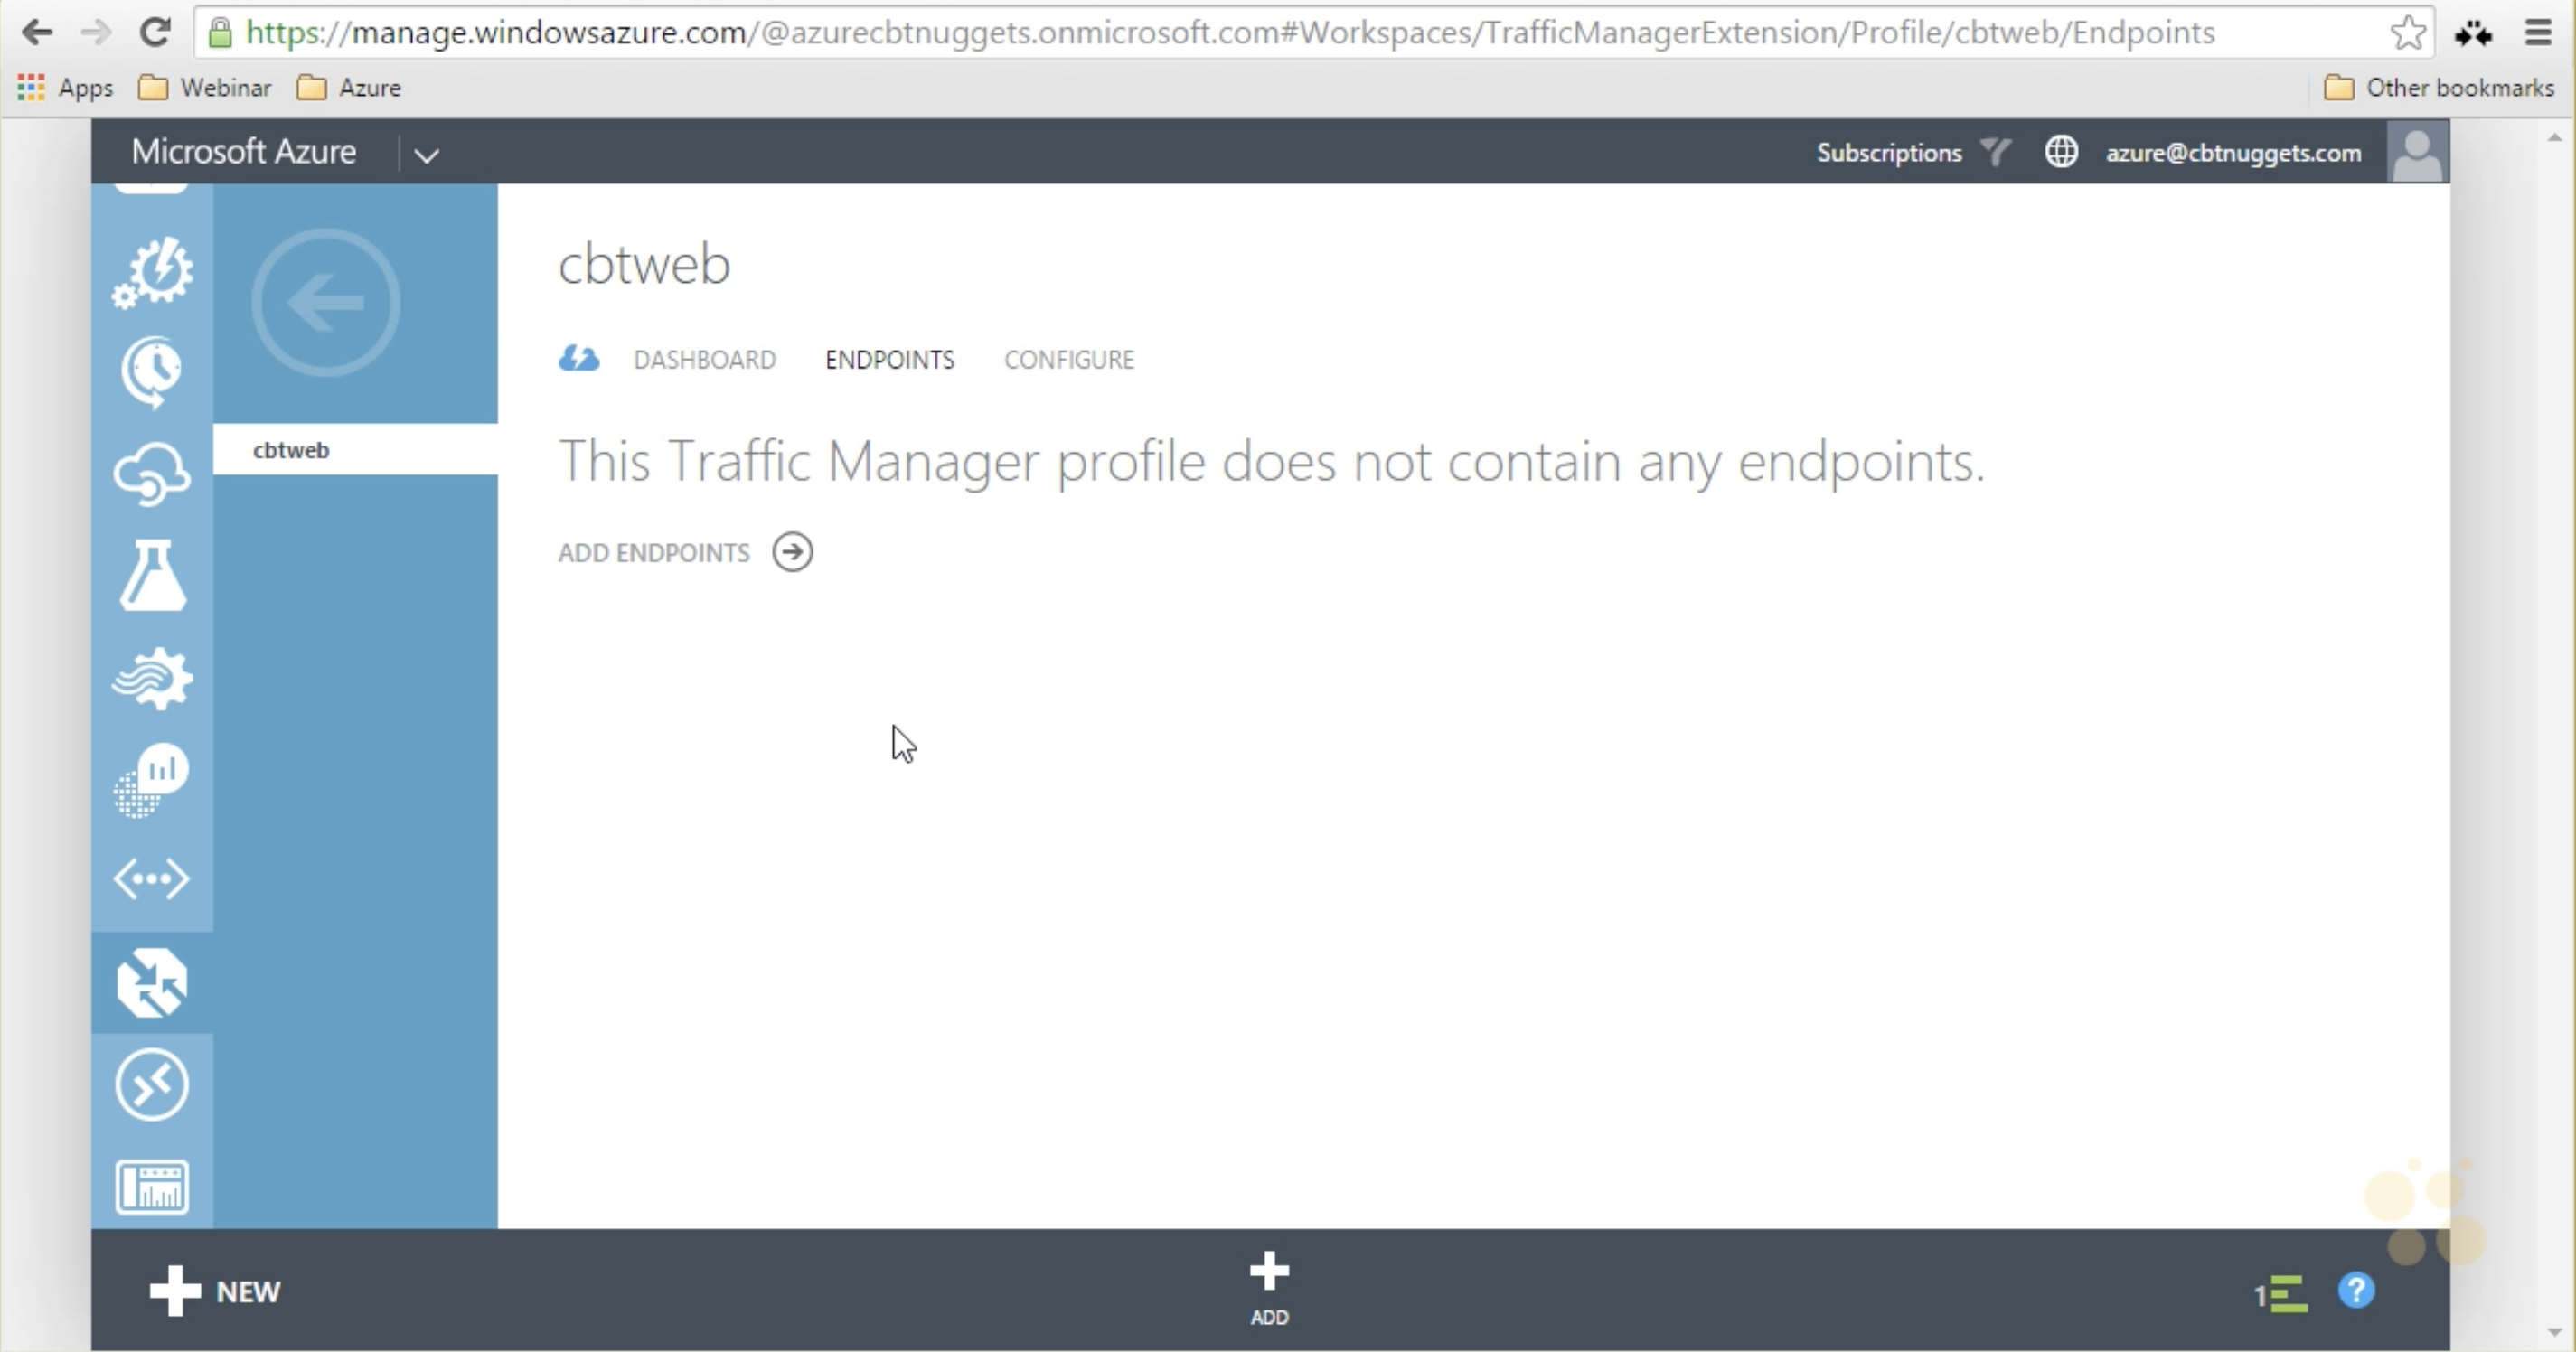 https://manage.windowsazure.com/@azurecbtnuggets.onmicrosoft.com#Workspaces/TrafficManagerExtension/Profile/cbtweb/Endpoints
Apps Webinar Azure Other bookmarks
Microsoft Azure Subscriptions azure@cbtnuggets.com
cbtweb
DASHBOARD ENDPOINTS CONFIGURE
cbtweb
This Traffic Manager profile does not contain any endpoints.
ADD ENDPOINTS
NEW
ADD
1
?